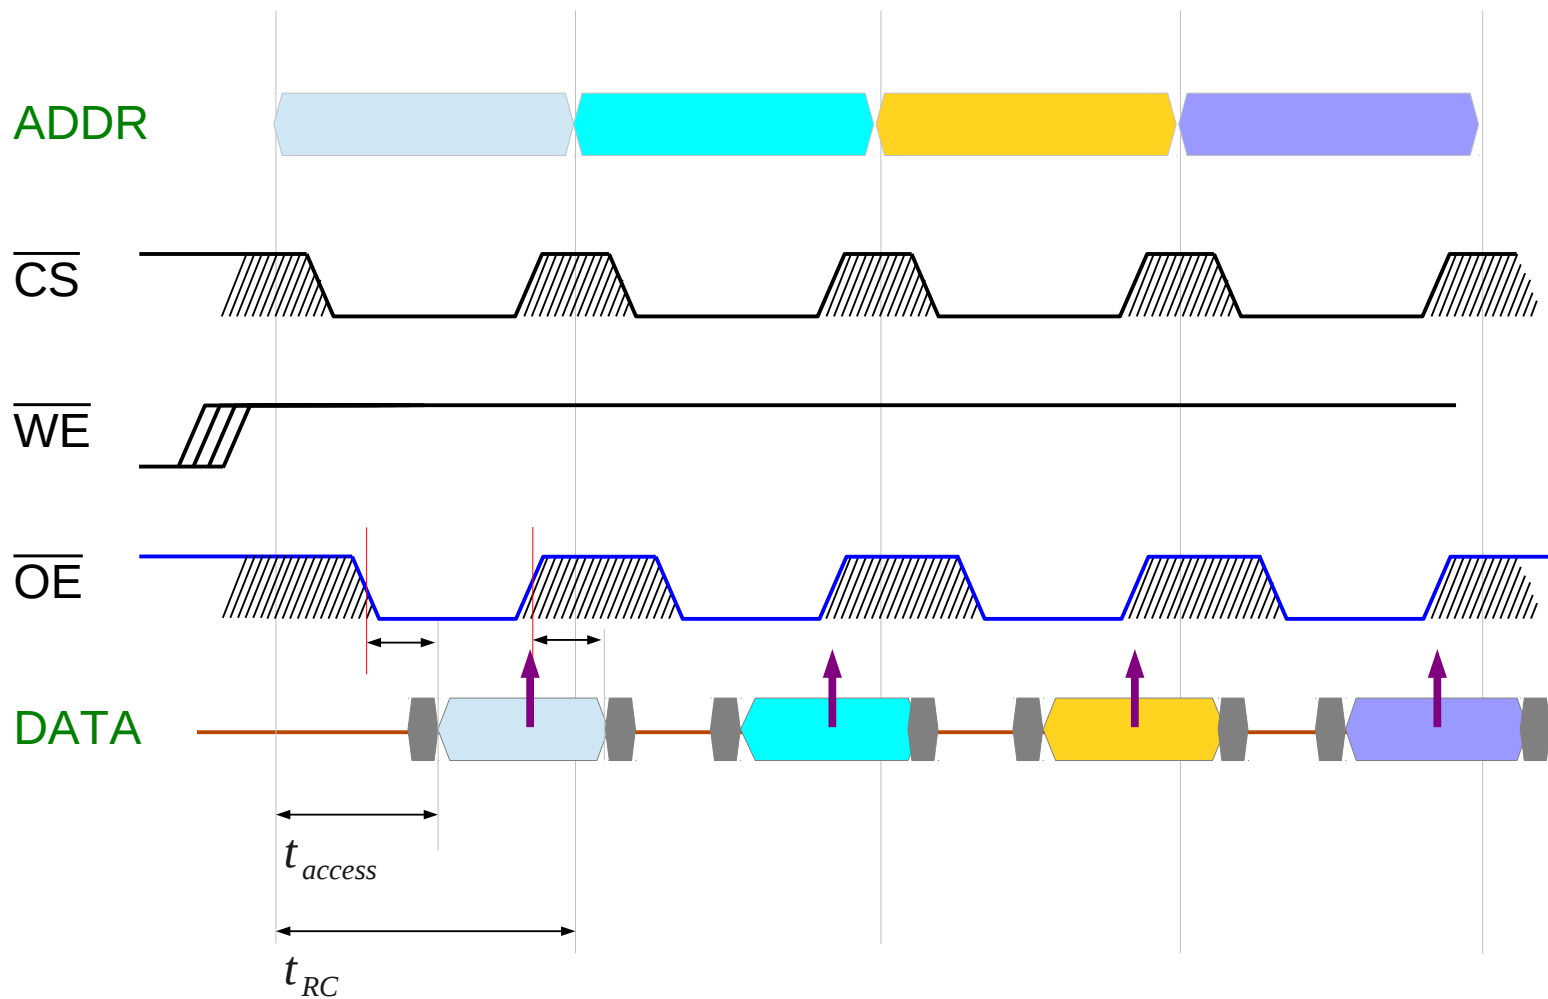 ADDR
CS
WE
OE
DATA
t access
t RC